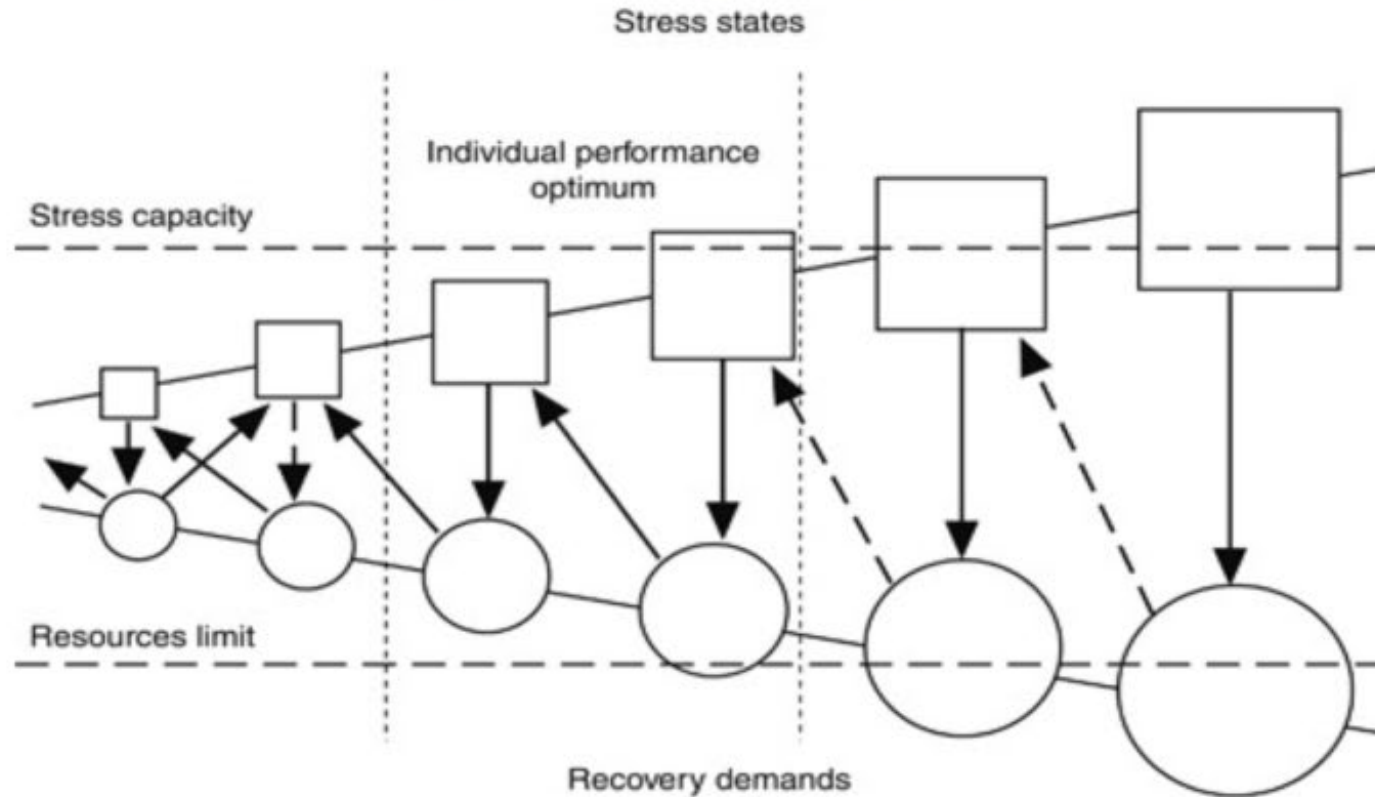 Stress states
Individual performance
optimum
Stress capacity
Resources limit
Recovery demands